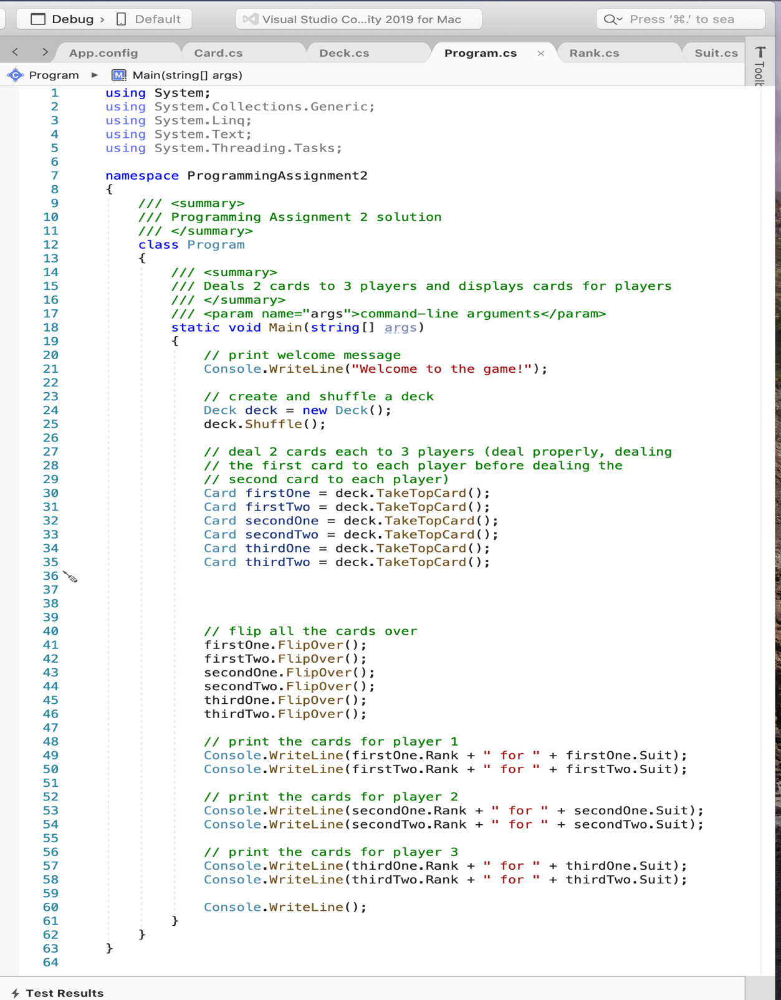 Debug › Default
Visual Studio Co...ity 2019 for Mac
Press ‘⌘.’ to sea
App.config
Card.cs
Deck.cs
Program.cs ×
Rank.cs
Suit.cs
Program ▸ M Main(string[] args)
1 using System;
2 using System.Collections.Generic;
3 using System.Linq;
4 using System.Text;
5 using System.Threading.Tasks;
6
7 namespace ProgrammingAssignment2
8 {
9 /// <summary>
10 /// Programming Assignment 2 solution
11 /// </summary>
12 class Program
13 {
14 /// <summary>
15 /// Deals 2 cards to 3 players and displays cards for players
16 /// </summary>
17 /// <param name="args">command-line arguments</param>
18 static void Main(string[] args)
19 {
20 // print welcome message
21 Console.WriteLine("Welcome to the game!");
22
23 // create and shuffle a deck
24 Deck deck = new Deck();
25 deck.Shuffle();
26
27 // deal 2 cards each to 3 players (deal properly, dealing
28 // the first card to each player before dealing the
29 // second card to each player)
30 Card firstOne = deck.TakeTopCard();
31 Card firstTwo = deck.TakeTopCard();
32 Card secondOne = deck.TakeTopCard();
33 Card secondTwo = deck.TakeTopCard();
34 Card thirdOne = deck.TakeTopCard();
35 Card thirdTwo = deck.TakeTopCard();
36
37
38
39
40 // flip all the cards over
41 firstOne.FlipOver();
42 firstTwo.FlipOver();
43 secondOne.FlipOver();
44 secondTwo.FlipOver();
45 thirdOne.FlipOver();
46 thirdTwo.FlipOver();
47
48 // print the cards for player 1
49 Console.WriteLine(firstOne.Rank + " for " + firstOne.Suit);
50 Console.WriteLine(firstTwo.Rank + " for " + firstTwo.Suit);
51
52 // print the cards for player 2
53 Console.WriteLine(secondOne.Rank + " for " + secondOne.Suit);
54 Console.WriteLine(secondTwo.Rank + " for " + secondTwo.Suit);
55
56 // print the cards for player 3
57 Console.WriteLine(thirdOne.Rank + " for " + thirdOne.Suit);
58 Console.WriteLine(thirdTwo.Rank + " for " + thirdTwo.Suit);
59
60 Console.WriteLine();
61 }
62 }
63 }
64
Test Results